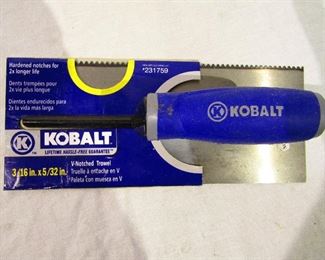 Hardened notches for
2x longer life
Dents trempées pour
2x vie plus longue
Dientes endurecidos para
2x la vida más larga
#231759
K KOBALT
LIFETIME HASSLE-FREE GUARANTEE™
3/16 in. x 5/32 in.
V-Notched Trowel
Truelle à entaille en V
Paleta con muesca en V
K KOBALT